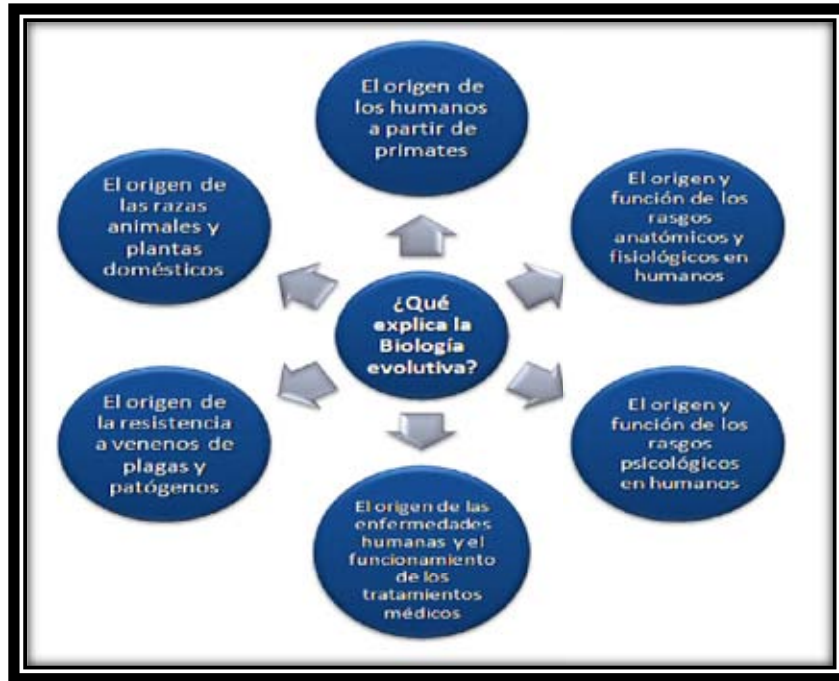 El origen de
los humanos
a partir de
primates
El origen y
función de los
rasgos
anatómicos y
fisiológicos en
humanos
El origen y
función de los
rasgos
psicológicos
en humanos
El origen de las
enfermedades
humanas y el
funcionamiento
de los
tratamientos
médicos
El origen de
la resistencia
a venenos de
plagas y
patógenos
El origen de
las razas
animales y
plantas
domésticos
¿Qué
explica la
Biología
evolutiva?